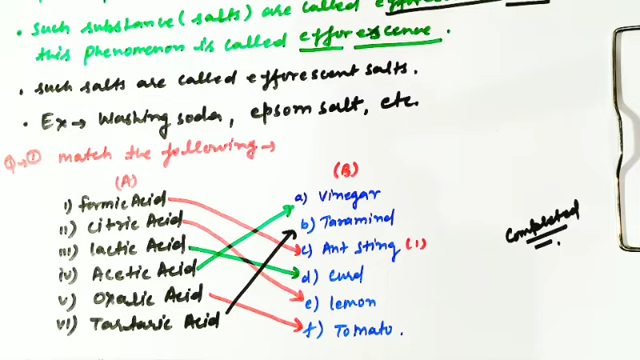 • Such substance (salts) are called
this phenomenon is called efforescence.
• such salts are called efforescent salts.
• Ex → Washing soda, epsom salt, etc.
Q→① match the following →
(A) (B)
i) formic Acid a) Vinegar
ii) citric Acid b) Taramind
iii) lactic Acid c) Ant sting (1)
iv) Acetic Acid d) curd
v) Oxalic Acid e) lemon
vi) Tartaric Acid f) Tomato.
Completed